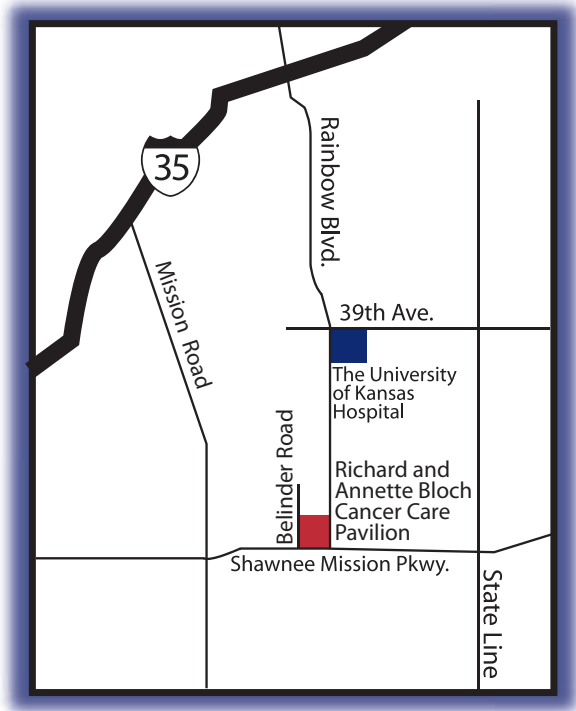 35
Rainbow Blvd.
Mission Road
39th Ave.
The University
of Kansas
Hospital
Belinder Road
Richard and
Annette Bloch
Cancer Care
Pavilion
Shawnee Mission Pkwy.
State Line